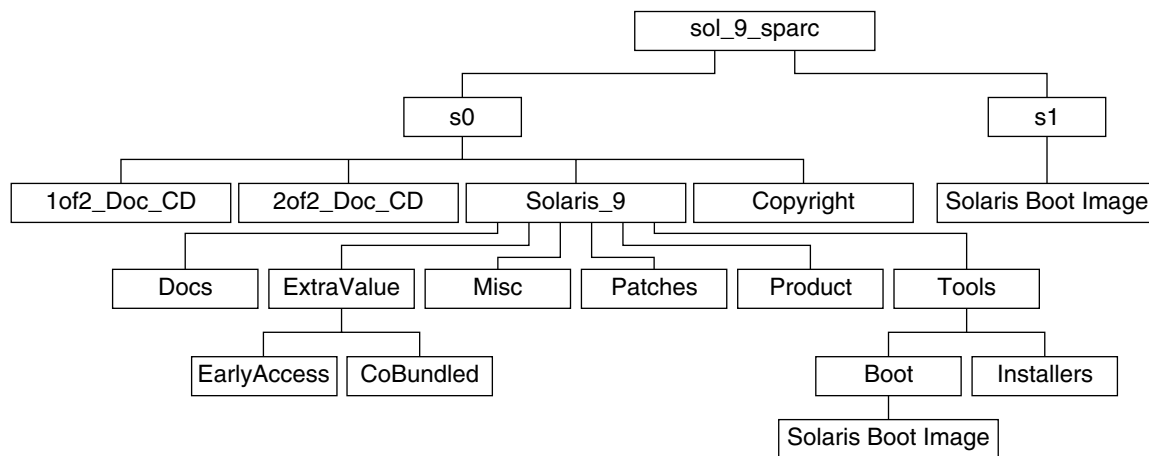 sol_9_sparc
s0
s1
1of2_Doc_CD
2of2_Doc_CD
Solaris_9
Copyright
Solaris Boot Image
Docs
ExtraValue
Misc
Patches
Product
Tools
EarlyAccess
CoBundled
Boot
Installers
Solaris Boot Image